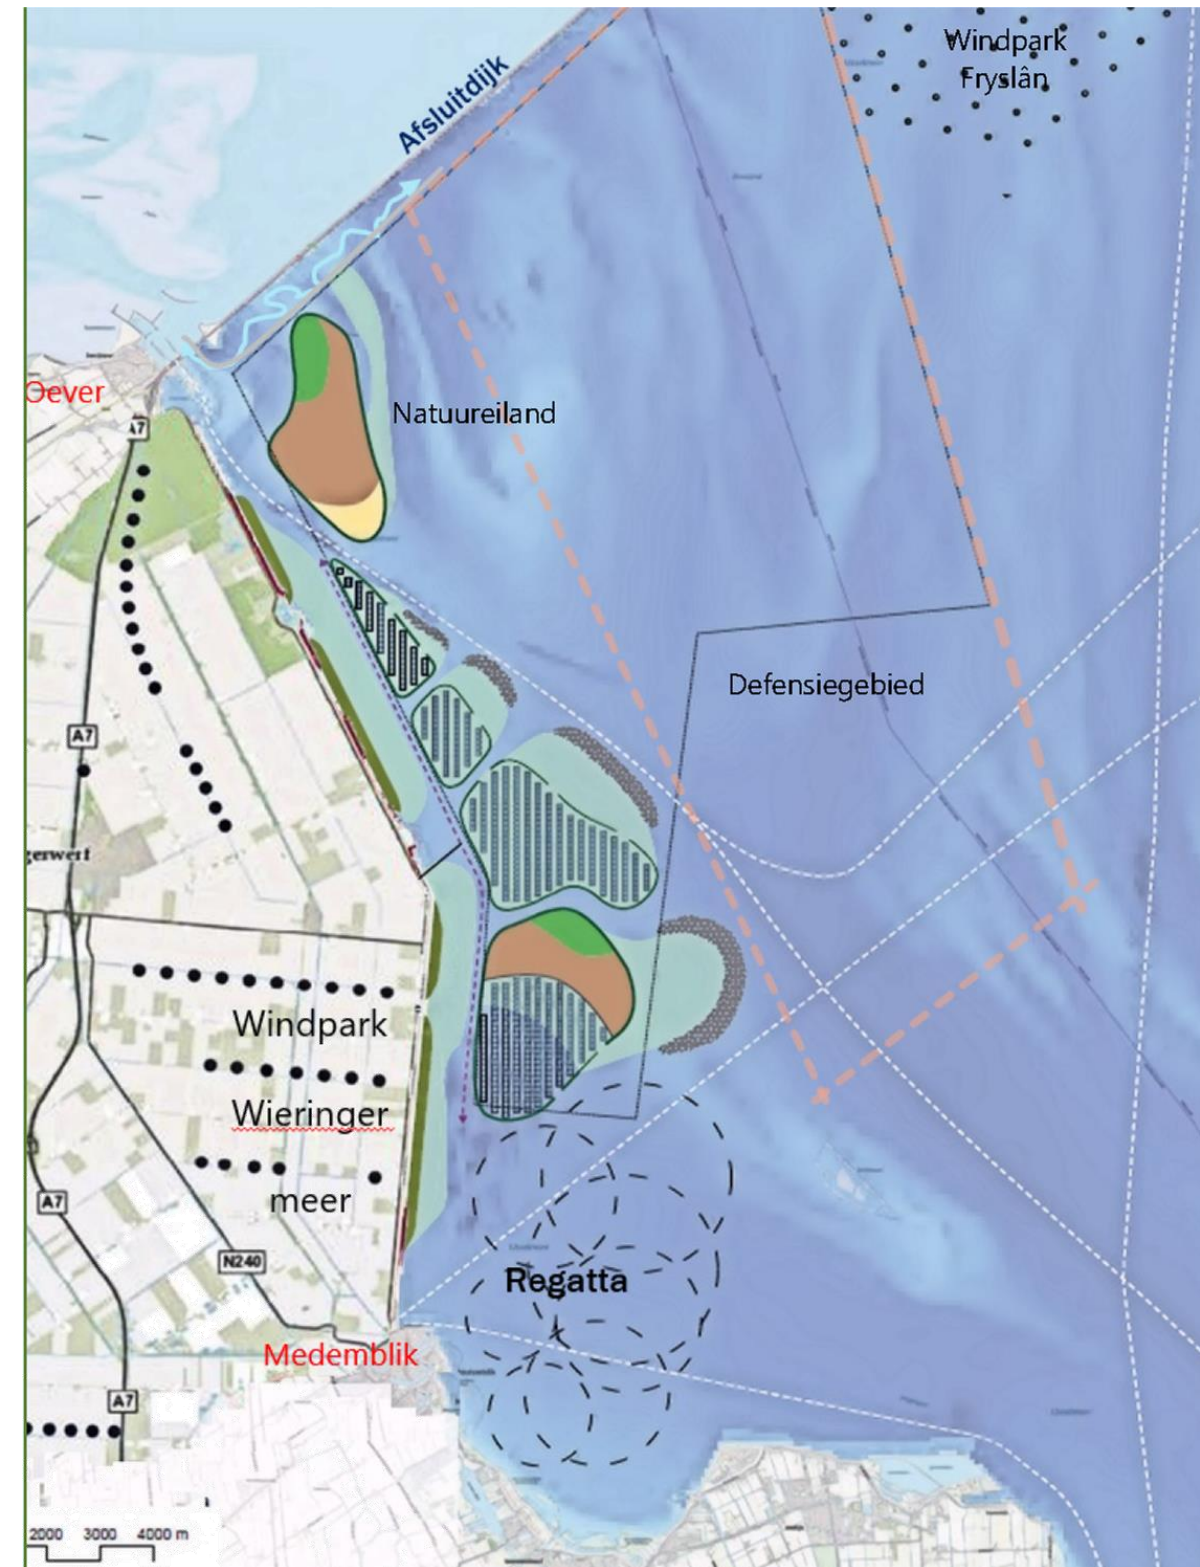 Windpark
Fryslân
Afsluitdijk
Oever
Natuureiland
A7
Defensiegebied
A7
gerwerf
Windpark
Wieringer
meer
A7
N240
Regatta
Medemblik
A7
2000 3000 4000 m